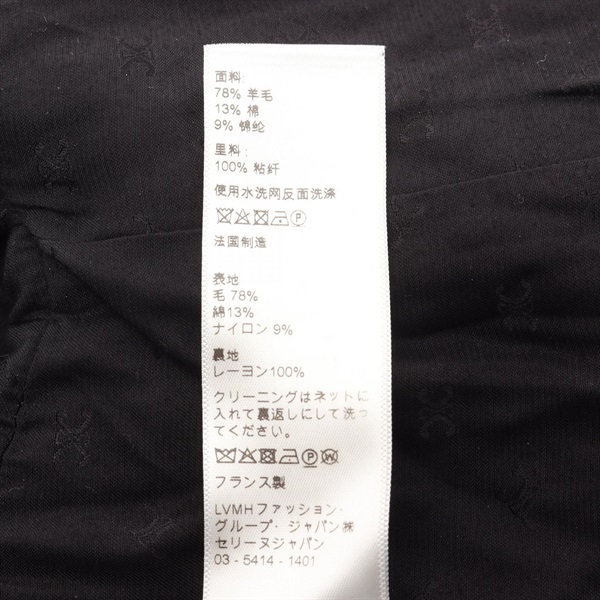 面料:
78% 羊毛
13% 棉
9% 锦纶
里料:
100% 粘纤
使用水洗网反面洗涤
法国制造
表地
毛 78%
綿13%
ナイロン 9%
裏地
レーヨン100%
クリーニングはネットに
入れて裏返しにして洗っ
てください。
フランス製
LVMHファッション・
グループ・ジャパン㈱
セリーヌジャパン
03 - 5414 - 1401